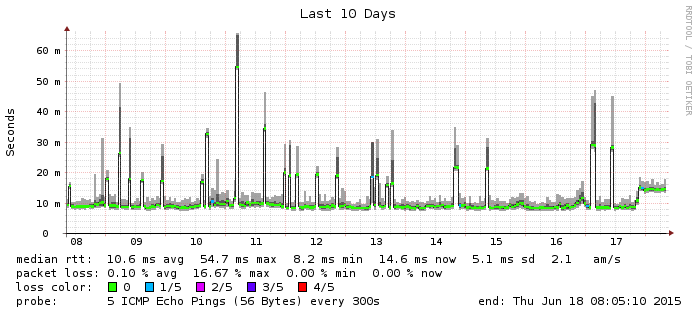 Last 10 Days
RRDTOOL / TOBI OETIKER
Seconds
60 m
50 m
40 m
30 m
20 m
10 m
0
08 09 10 11 12 13 14 15 16 17
median rtt: 10.6 ms avg 54.7 ms max 8.2 ms min 14.6 ms now 5.1 ms sd 2.1 am/s
packet loss: 0.10 % avg 16.67 % max 0.00 % min 0.00 % now
loss color: 0 1/5 2/5 3/5 4/5
probe: 5 ICMP Echo Pings (56 Bytes) every 300s end: Thu Jun 18 08:05:10 2015